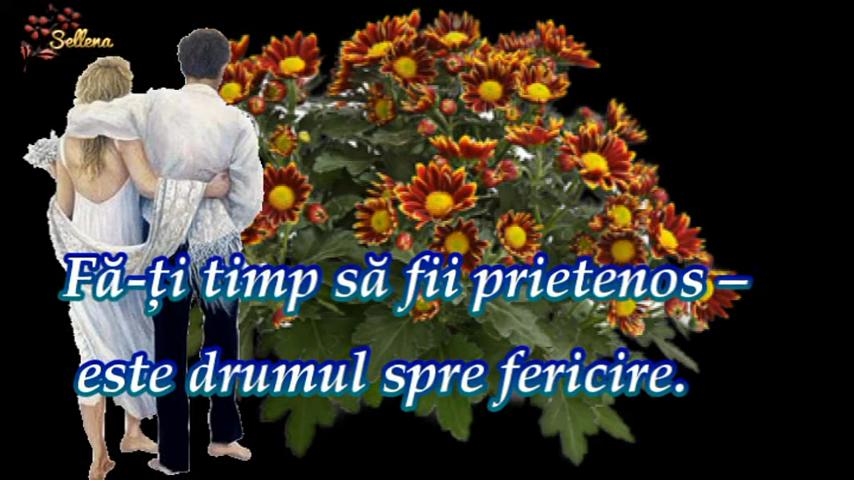 Sellena
Fă-ți timp să fii prietenos –
este drumul spre fericire.